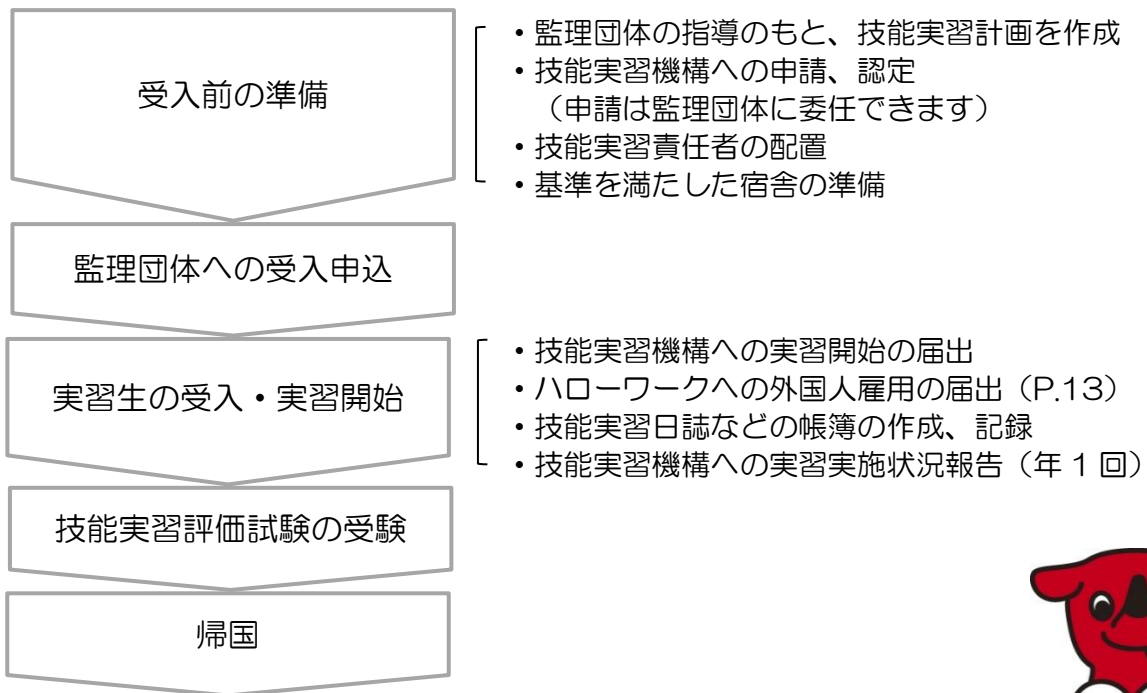 受入前の準備
・監理団体の指導のもと、技能実習計画を作成
・技能実習機構への申請、認定
（申請は監理団体に委任できます）
・技能実習責任者の配置
・基準を満たした宿舎の準備
監理団体への受入申込
実習生の受入・実習開始
・技能実習機構への実習開始の届出
・ハローワークへの外国人雇用の届出（P.13）
・技能実習日誌などの帳簿の作成、記録
・技能実習機構への実習実施状況報告（年１回）
技能実習評価試験の受験
帰国